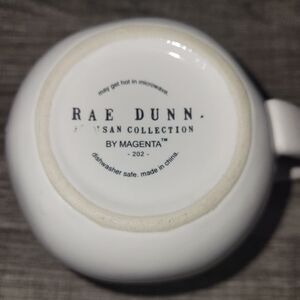 may get hot in microwave.
RAE DUNN.
COLLECTION
BY MAGENTA™
- 202 -
dishwasher safe. made in china.